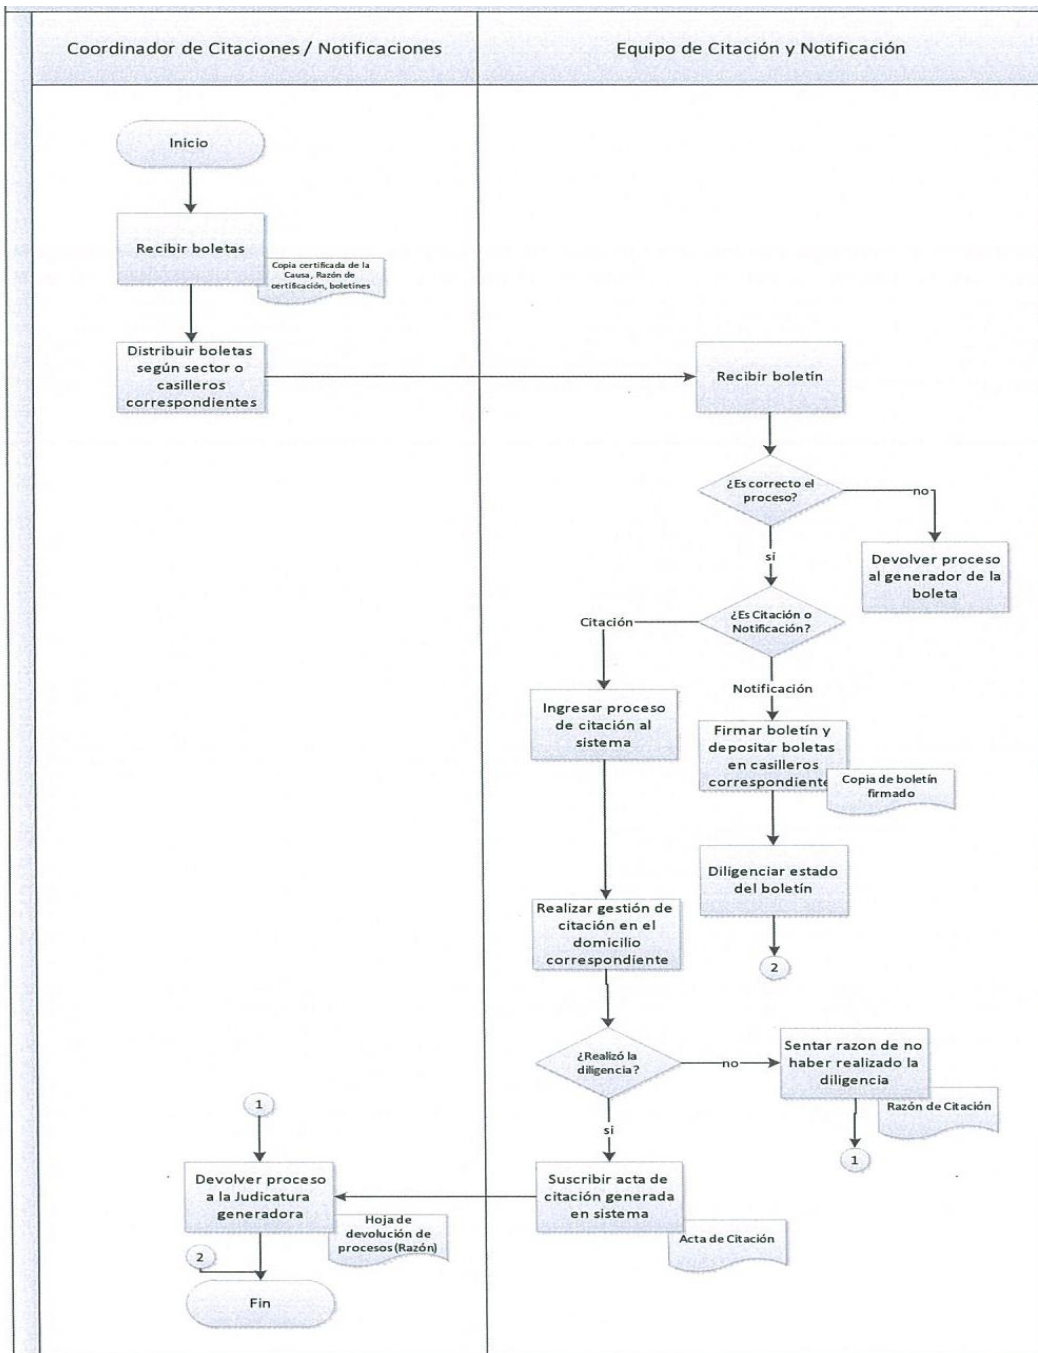 Coordinador de Citaciones / Notificaciones
Equipo de Citación y Notificación
Inicio
Recibir boletas
Copia certificada de la
Causa, Razón de
certificación, boletines
Distribuir boletas
según sector o
casilleros
correspondientes
Recibir boletín
¿Es correcto el
proceso?
no
Devolver proceso
al generador de la
boleta
si
¿Es Citación o
Notificación?
Citación
Notificación
Ingresar proceso
de citación al
sistema
Firmar boletín y
depositar boletas
en casilleros
correspondiente
Copia de boletín
firmado
Diligenciar estado
del boletín
2
Realizar gestión de
citación en el
domicilio
correspondiente
¿Realizó la
diligencia?
no
Sentar razon de no
haber realizado la
diligencia
Razón de Citación
1
si
1
Devolver proceso
a la Judicatura
generadora
Hoja de
devolución de
procesos (Razón)
Suscribir acta de
citación generada
en sistema
Acta de Citación
2
Fin